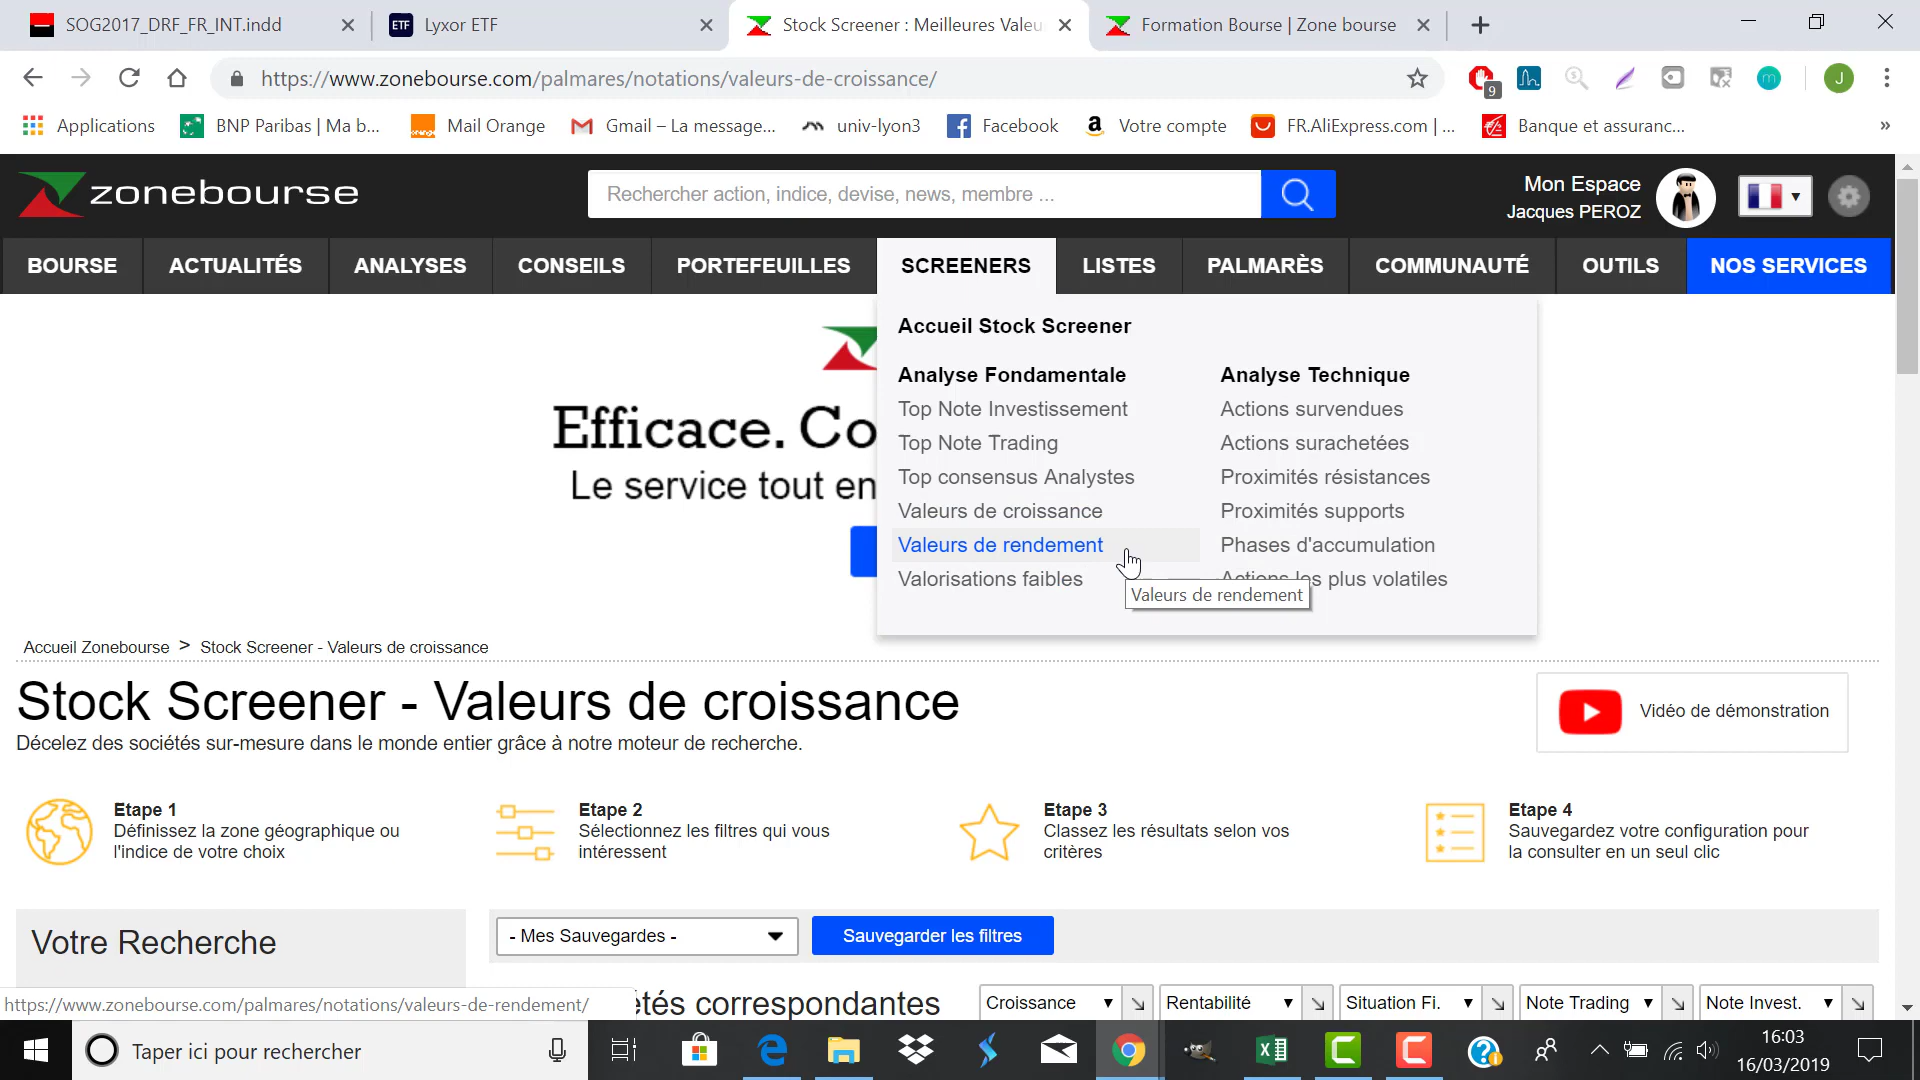 SOG2017_DRF_FR_INT.indd
ETF Lyxor ETF
Stock Screener : Meilleures Valeu
Formation Bourse | Zone bourse
https://www.zonebourse.com/palmares/notations/valeurs-de-croissance/
9
m
J
Applications
BNP Paribas | Ma b...
Mail Orange
Gmail – La message...
univ-lyon3
Facebook
Votre compte
FR.AliExpress.com | ...
Banque et assuranc...
»
zonebourse
Rechercher action, indice, devise, news, membre ...
Mon Espace
Jacques PEROZ
BOURSE
ACTUALITÉS
ANALYSES
CONSEILS
PORTEFEUILLES
SCREENERS
LISTES
PALMARÈS
COMMUNAUTÉ
OUTILS
NOS SERVICES
Accueil Stock Screener
Analyse Fondamentale
Top Note Investissement
Top Note Trading
Top consensus Analystes
Valeurs de croissance
Valeurs de rendement
Valorisations faibles
Analyse Technique
Actions survendues
Actions surachetées
Proximités résistances
Proximités supports
Phases d'accumulation
Actions les plus volatiles
Valeurs de rendement
Efficace. Co
Le service tout en
Accueil Zonebourse > Stock Screener - Valeurs de croissance
Stock Screener - Valeurs de croissance
Décelez des sociétés sur-mesure dans le monde entier grâce à notre moteur de recherche.
Vidéo de démonstration
Etape 1
Définissez la zone géographique ou
l'indice de votre choix
Etape 2
Sélectionnez les filtres qui vous
intéressent
Etape 3
Classez les résultats selon vos
critères
Etape 4
Sauvegardez votre configuration pour
la consulter en un seul clic
Votre Recherche
- Mes Sauvegardes -
Sauvegarder les filtres
étés correspondantes
Croissance
Rentabilité
Situation Fi.
Note Trading
Note Invest.
https://www.zonebourse.com/palmares/notations/valeurs-de-rendement/
Taper ici pour rechercher
16:03
16/03/2019